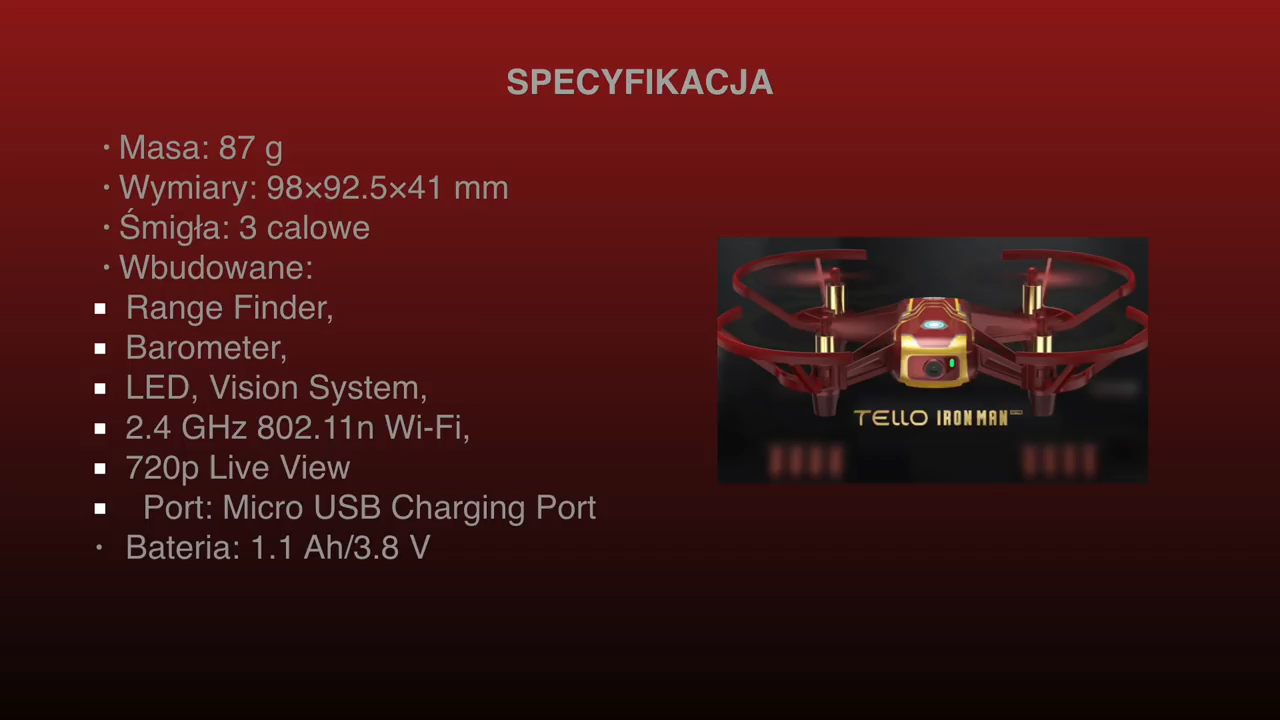 SPECYFIKACJA
· Masa: 87 g
· Wymiary: 98×92.5×41 mm
· Śmigła: 3 calowe
· Wbudowane:
▪ Range Finder,
▪ Barometer,
▪ LED, Vision System,
▪ 2.4 GHz 802.11n Wi-Fi,
▪ 720p Live View
▪ Port: Micro USB Charging Port
· Bateria: 1.1 Ah/3.8 V
TELLO IRON MAN